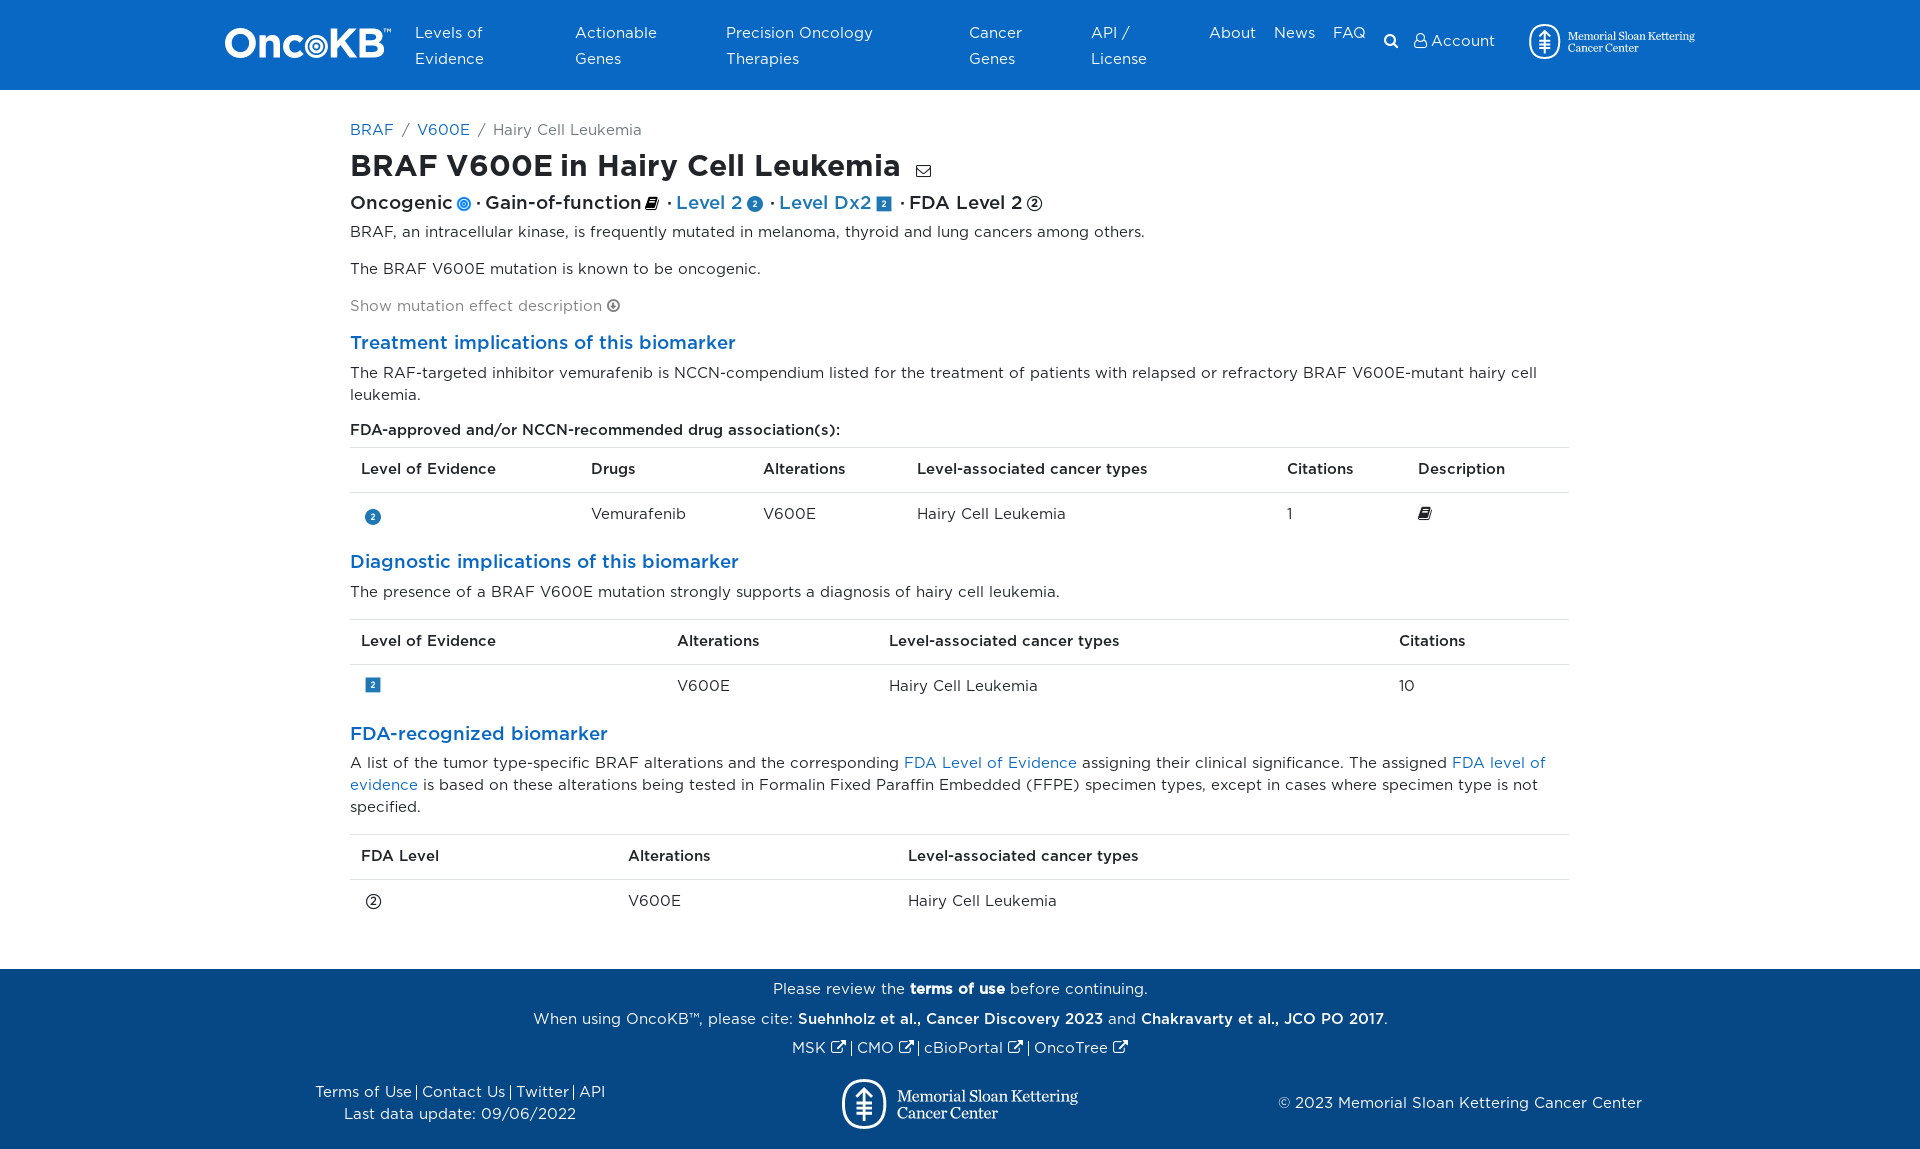 OncoKB™ Levels of Evidence Actionable Genes Precision Oncology Therapies Cancer Genes API / License About News FAQ Account Memorial Sloan Kettering Cancer Center
BRAF / V600E / Hairy Cell Leukemia
BRAF V600E in Hairy Cell Leukemia
Oncogenic · Gain-of-function · Level 2 2 · Level Dx2 2 · FDA Level 2 2
BRAF, an intracellular kinase, is frequently mutated in melanoma, thyroid and lung cancers among others.
The BRAF V600E mutation is known to be oncogenic.
Show mutation effect description
Treatment implications of this biomarker
The RAF-targeted inhibitor vemurafenib is NCCN-compendium listed for the treatment of patients with relapsed or refractory BRAF V600E-mutant hairy cell
leukemia.
FDA-approved and/or NCCN-recommended drug association(s):
Level of Evidence Drugs Alterations Level-associated cancer types Citations Description
2 Vemurafenib V600E Hairy Cell Leukemia 1
Diagnostic implications of this biomarker
The presence of a BRAF V600E mutation strongly supports a diagnosis of hairy cell leukemia.
Level of Evidence Alterations Level-associated cancer types Citations
2 V600E Hairy Cell Leukemia 10
FDA-recognized biomarker
A list of the tumor type-specific BRAF alterations and the corresponding FDA Level of Evidence assigning their clinical significance. The assigned FDA level of
evidence is based on these alterations being tested in Formalin Fixed Paraffin Embedded (FFPE) specimen types, except in cases where specimen type is not
specified.
FDA Level Alterations Level-associated cancer types
2 V600E Hairy Cell Leukemia
Please review the terms of use before continuing.
When using OncoKB™, please cite: Suehnholz et al., Cancer Discovery 2023 and Chakravarty et al., JCO PO 2017.
MSK | CMO | cBioPortal | OncoTree
Terms of Use | Contact Us | Twitter | API
Last data update: 09/06/2022
Memorial Sloan Kettering
Cancer Center
© 2023 Memorial Sloan Kettering Cancer Center